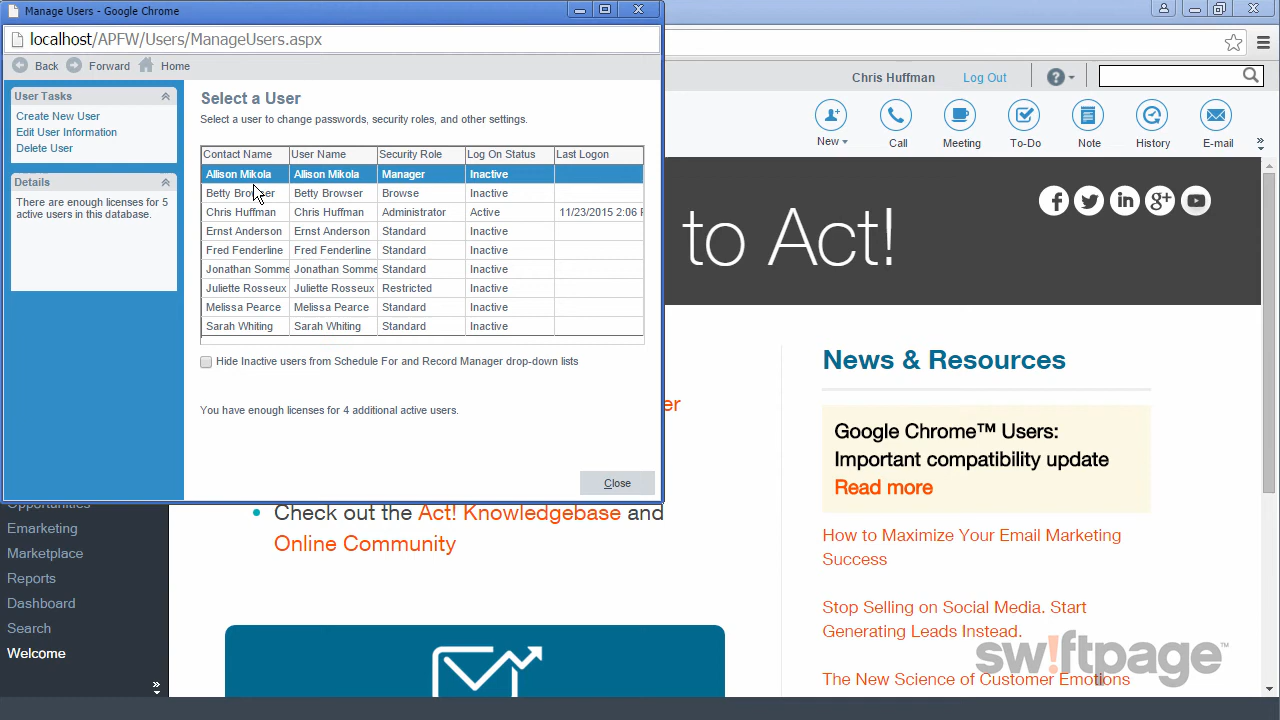 Manage Users - Google Chrome
localhost/APFW/Users/ManageUsers.aspx
Back Forward Home
User Tasks
Create New User
Edit User Information
Delete User
Details
There are enough licenses for 5
active users in this database.
Select a User
Select a user to change passwords, security roles, and other settings.
Contact Name User Name Security Role Log On Status Last Logon
Allison Mikola Allison Mikola Manager Inactive
Betty Browser Betty Browser Browse Inactive
Chris Huffman Chris Huffman Administrator Active 11/23/2015 2:06 P
Ernst Anderson Ernst Anderson Standard Inactive
Fred Fenderline Fred Fenderline Standard Inactive
Jonathan Somme Jonathan Somme Standard Inactive
Juliette Rosseux Juliette Rosseux Restricted Inactive
Melissa Pearce Melissa Pearce Standard Inactive
Sarah Whiting Sarah Whiting Standard Inactive
Hide Inactive users from Schedule For and Record Manager drop-down lists
You have enough licenses for 4 additional active users.
Close
Chris Huffman Log Out
New Call Meeting To-Do Note History E-mail
to Act!
er
Check out the Act! Knowledgebase and
Online Community
Opportunities
Emarketing
Marketplace
Reports
Dashboard
Search
Welcome
News & Resources
Google Chrome™ Users:
Important compatibility update
Read more
How to Maximize Your Email Marketing
Success
Stop Selling on Social Media. Start
Generating Leads Instead.
The New Science of Customer Emotions
sw!ftpage